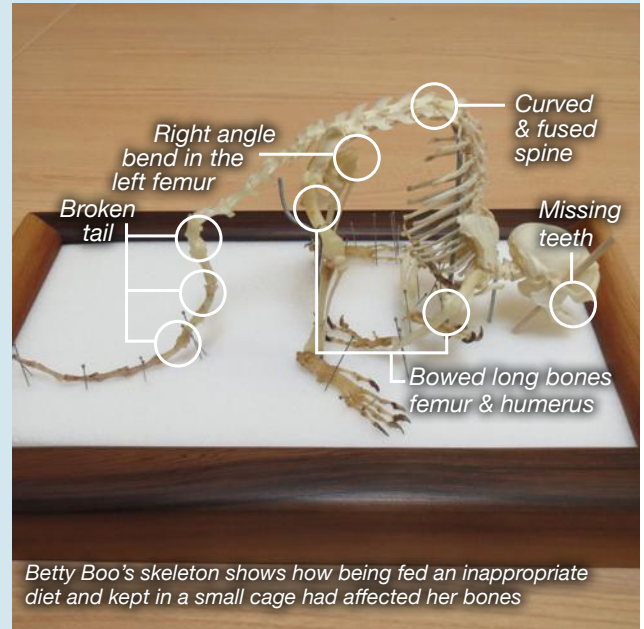 Curved
& fused
spine
Right angle
bend in the
left femur
Broken
tail
Missing
teeth
Bowed long bones
femur & humerus
Betty Boo's skeleton shows how being fed an inappropriate
diet and kept in a small cage had affected her bones